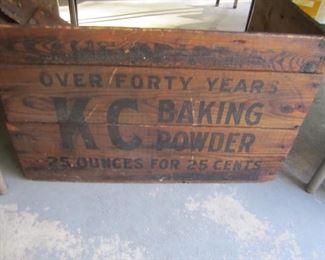 OVER FORTY YEARS
KC BAKING
POWDER
25 OUNCES FOR 25 CENTS